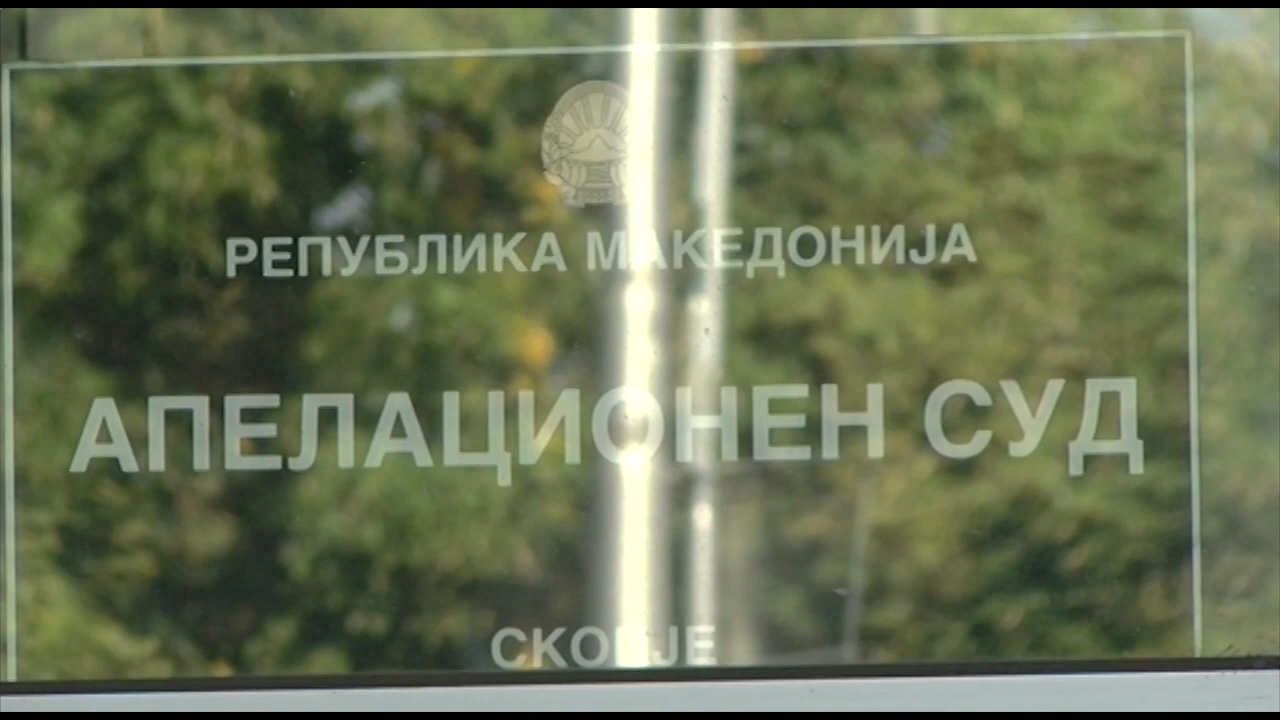 РЕПУБЛИКА МАКЕДОНИЈА
АПЕЛАЦИОНЕН СУД
СКОПЈЕ